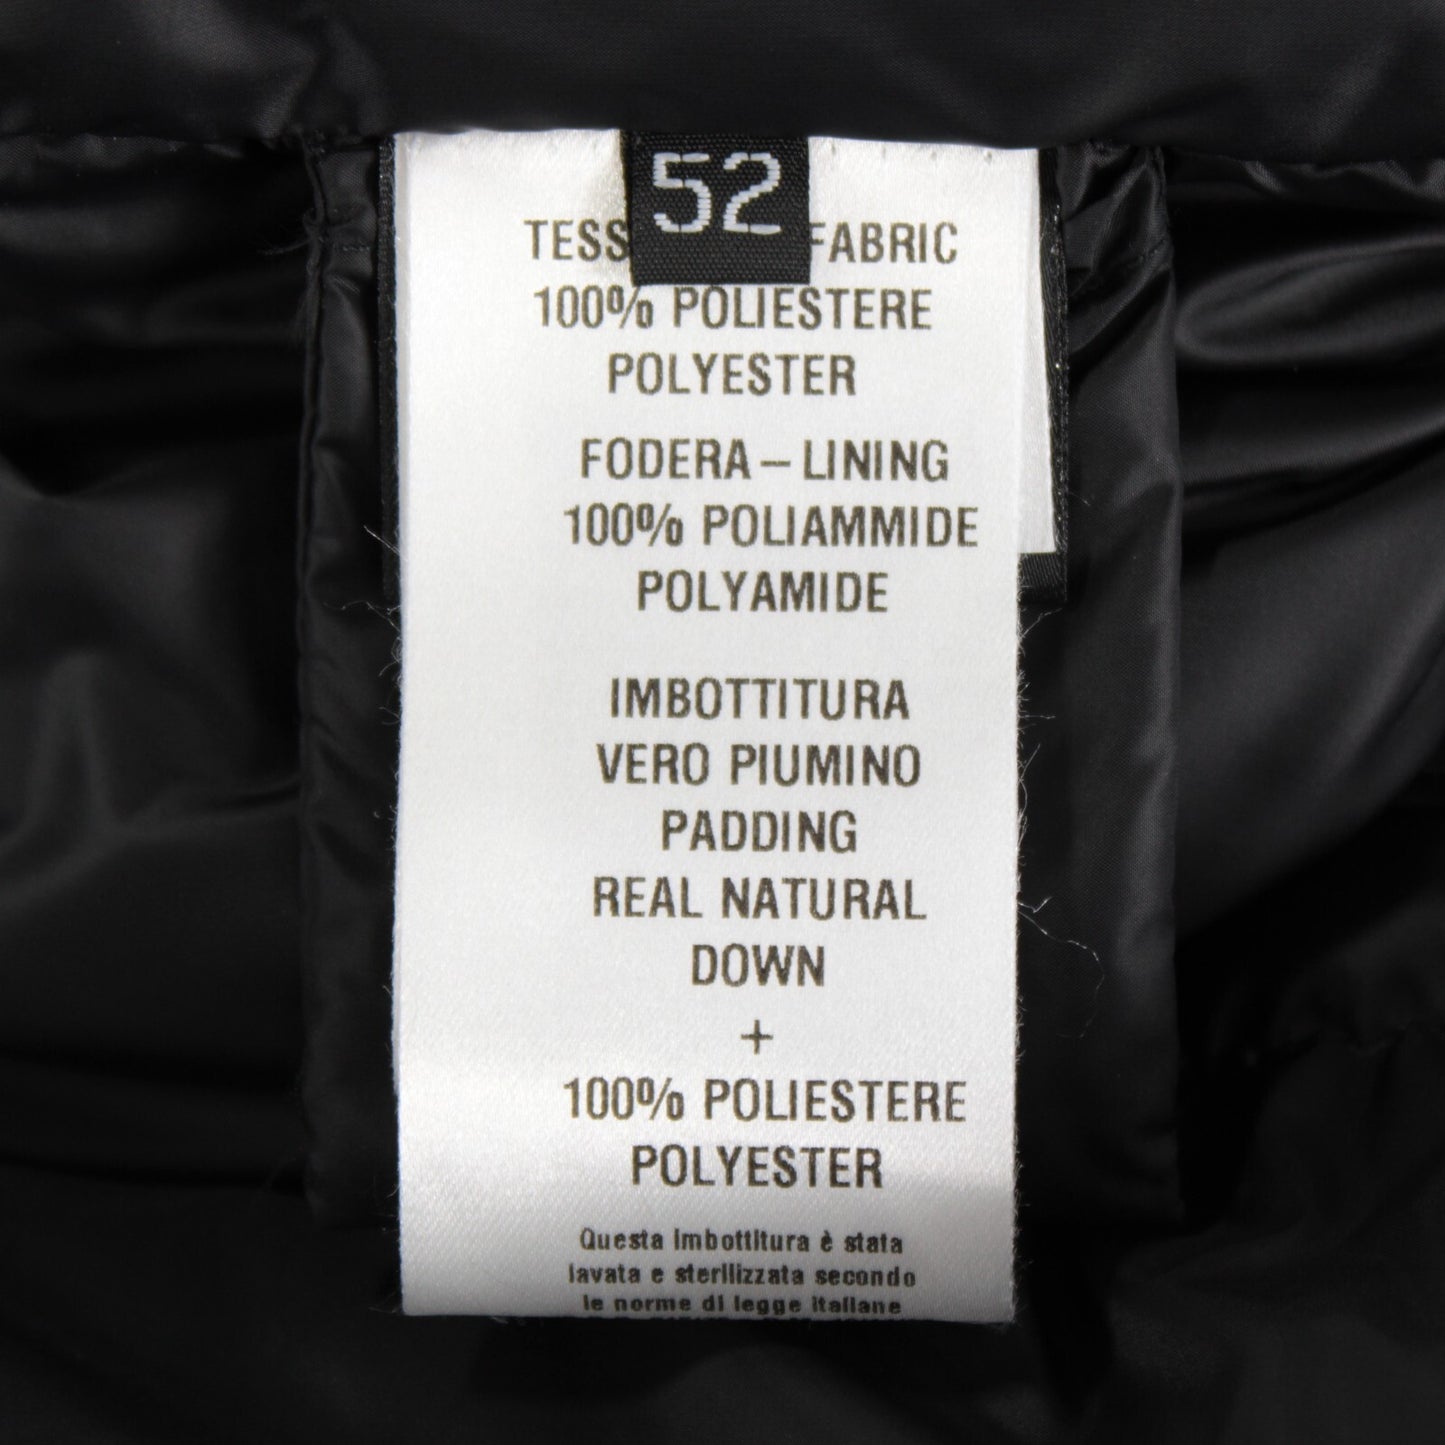 52
FABRIC
100% POLIESTERE
POLYESTER
FODERA – LINING
100% POLIAMMIDE
POLYAMIDE
IMBOTTITURA
VERO PIUMINO
PADDING
REAL NATURAL
DOWN
+
100% POLIESTERE
POLYESTER
Questa imbottitura è stata
lavata e sterilizzata secondo
le norme di legge italiane